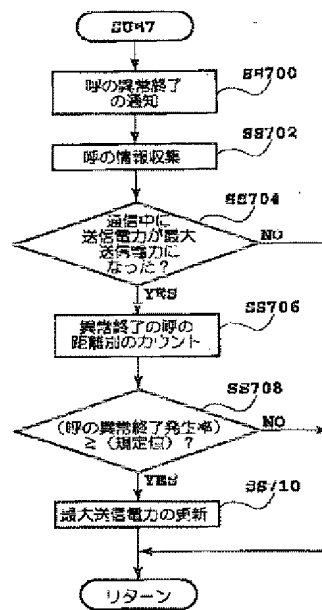 SUB7
呼の異常終了
の通知
SS700
呼の情報収集
SS702
通信中に
送信電力が最大
送信電力に
なった？
SS704
NO
YES
異常終了の呼の
距離別のカウント
SS706
（呼の異常終了発生率）
≧（規定値）？
SS708
NO
YES
最大送信電力の更新
SS710
リターン